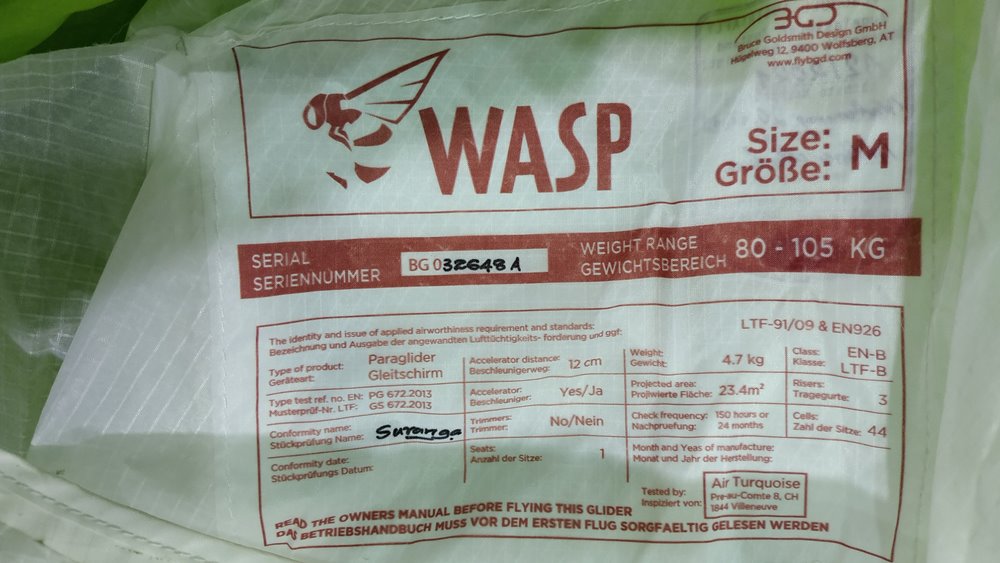 BGD
Bruce Goldsmith Design GmbH
Hügelweg 12, 9400 Wolfsberg, AT
www.flybgd.com
WASP
Size: M
Größe:
SERIAL
SERIENNUMMER
BG 032648A
WEIGHT RANGE
GEWICHTSBEREICH
80 - 105 KG
The identity and issue of applied airworthiness requirement and standards:
Bezeichnung und Ausgabe der angewandten Lufttüchtigkeits- forderung und ggf:
LTF-91/09 & EN926
Type of product: Paraglider
Geräteart: Gleitschirm
Accelerator distance: 12 cm
Beschleunigerweg:
Weight: 4.7 kg
Gewicht:
Class: EN-B
Klasse: LTF-B
Type test ref. no. EN: PG 672.2013
Musterprüf-Nr. LTF: GS 672.2013
Accelerator: Yes/Ja
Beschleuniger:
Projected area: 23.4m²
Projiwierte Fläche:
Risers: 3
Tragegurte:
Conformity name: Suranga
Stückprüfung Name:
Trimmers: No/Nein
Trimmer:
Check frequency: 150 hours or
Nachpruefung: 24 months
Cells: 44
Zahl der Sitze:
Conformity date:
Stückprüfungs Datum:
Seats: 1
Anzahl der Sitze:
Month and Yeas of manufacture:
Monat und Jahr der Herstellung:
Tested by:
Inspiziert von:
Air Turquoise
Pre-au-Comte 8, CH
1844 Villeneuve
READ THE OWNERS MANUAL BEFORE FLYING THIS GLIDER
DAS BETRIEBSHANDBUCH MUSS VOR DEM ERSTEN FLUG SORGFAELTIG GELESEN WERDEN